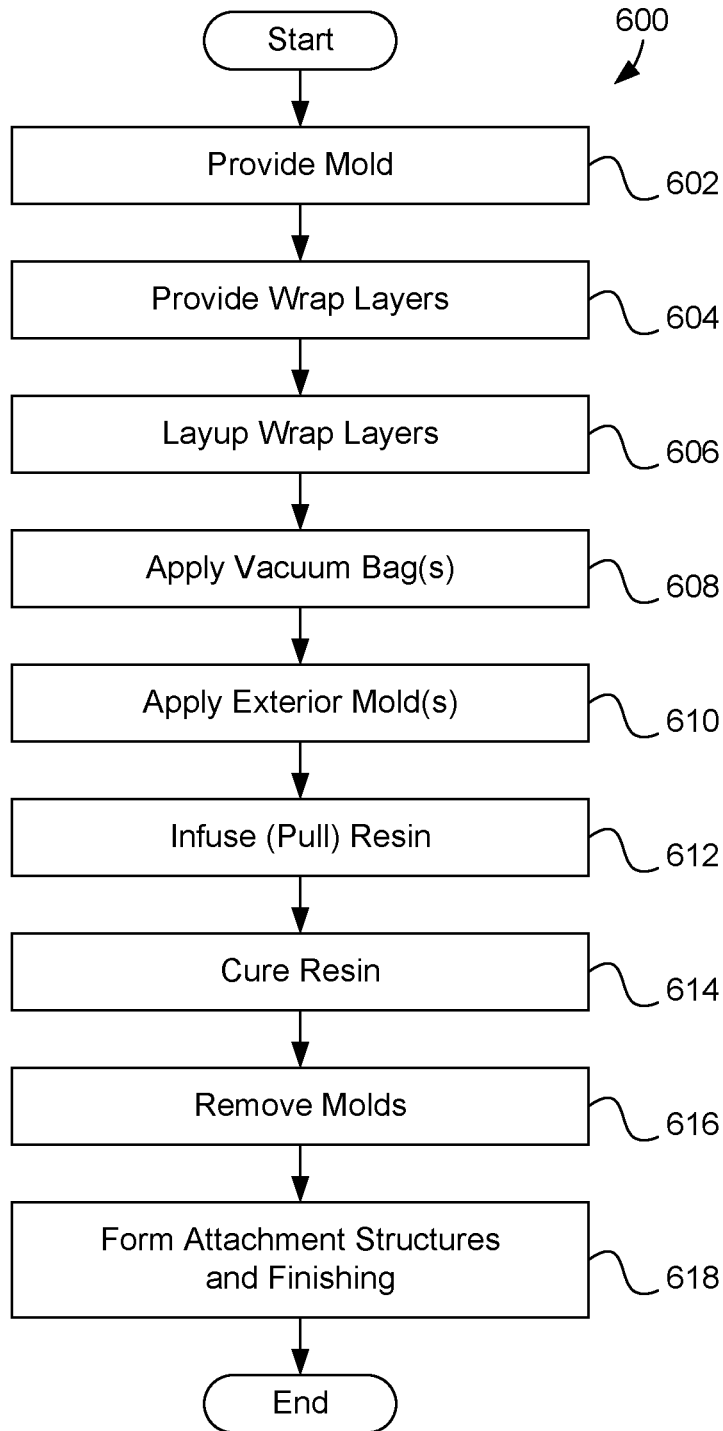 Start
600
Provide Mold
602
Provide Wrap Layers
604
Layup Wrap Layers
606
Apply Vacuum Bag(s)
608
Apply Exterior Mold(s)
610
Infuse (Pull) Resin
612
Cure Resin
614
Remove Molds
616
Form Attachment Structures
and Finishing
618
End